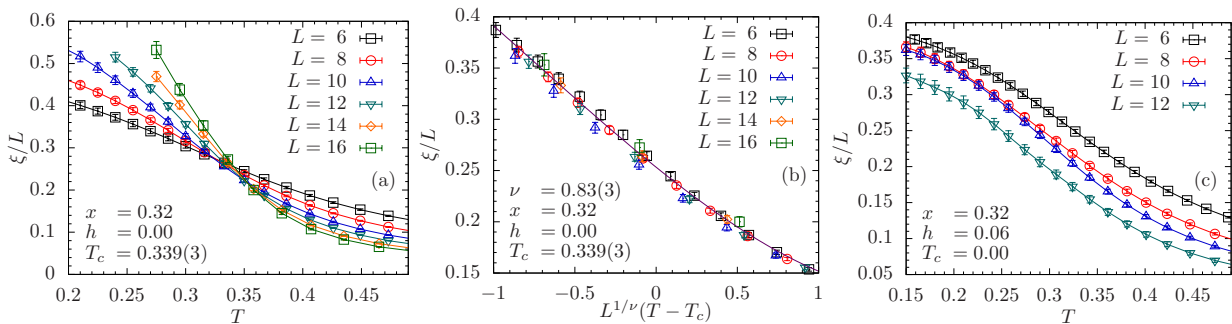 0.6
0.5
0.4
0.3
0.2
0.1
0
ξ/L
0.2 0.25 0.3 0.35 0.4 0.45
T
L = 6
L = 8
L = 10
L = 12
L = 14
L = 16
(a)
x = 0.32
h = 0.00
T_c = 0.339(3)
0.4
0.35
0.3
0.25
0.2
0.15
ξ/L
−1 −0.5 0 0.5 1
L^{1/ν}(T − T_c)
L = 6
L = 8
L = 10
L = 12
L = 14
L = 16
(b)
ν = 0.83(3)
x = 0.32
h = 0.00
T_c = 0.339(3)
0.4
0.35
0.3
0.25
0.2
0.15
0.1
0.05
ξ/L
0.15 0.2 0.25 0.3 0.35 0.4 0.45
T
L = 6
L = 8
L = 10
L = 12
(c)
x = 0.32
h = 0.06
T_c = 0.00